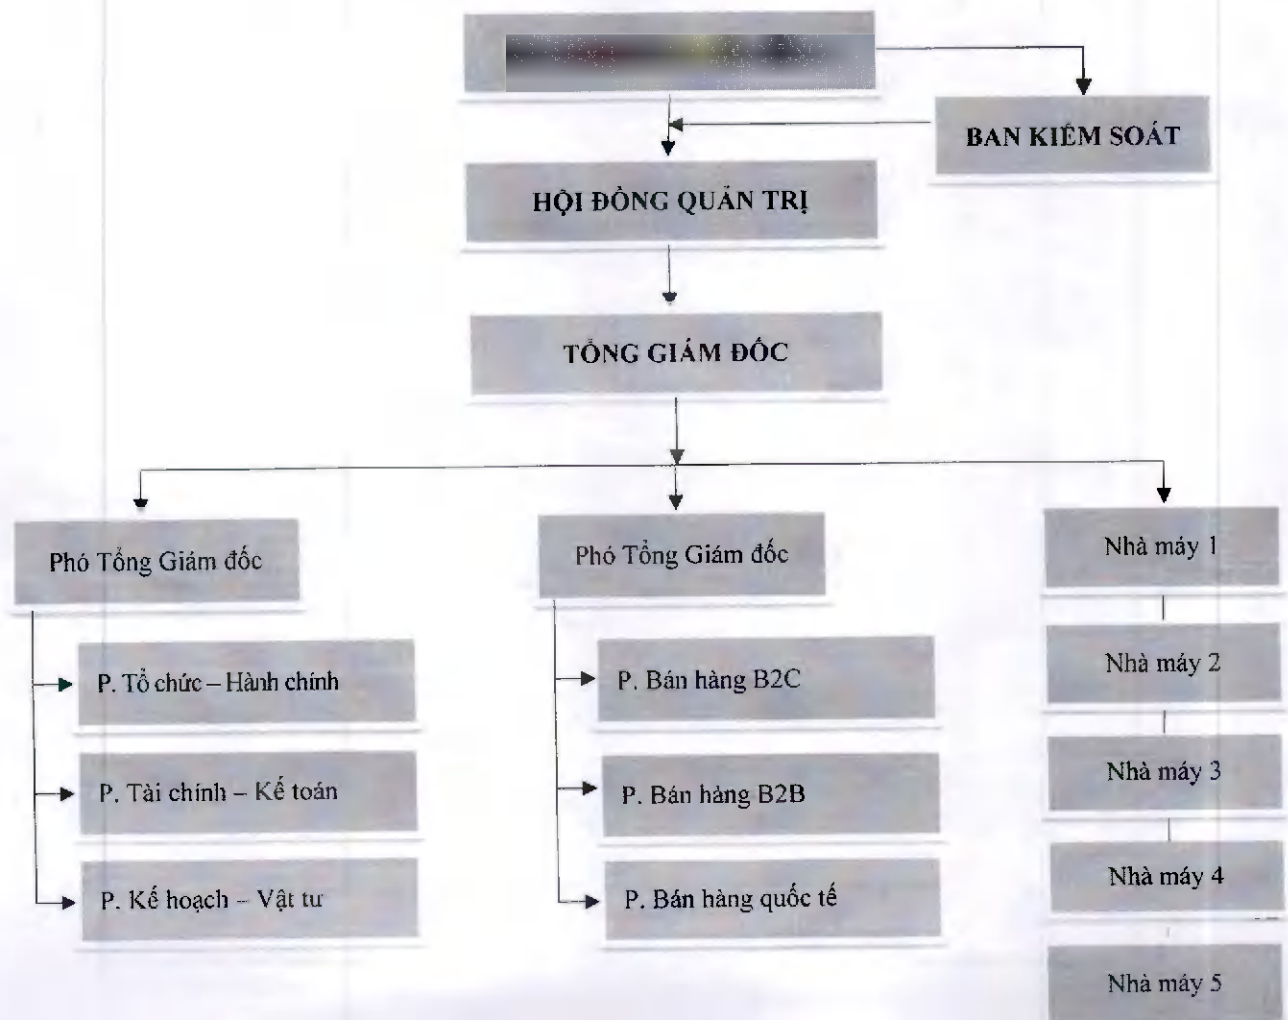 BAN KIỂM SOÁT
HỘI ĐỒNG QUẢN TRỊ
TỔNG GIÁM ĐỐC
Phó Tổng Giám đốc
P. Tổ chức – Hành chính
P. Tài chính – Kế toán
P. Kế hoạch – Vật tư
Phó Tổng Giám đốc
P. Bán hàng B2C
P. Bán hàng B2B
P. Bán hàng quốc tế
Nhà máy 1
Nhà máy 2
Nhà máy 3
Nhà máy 4
Nhà máy 5